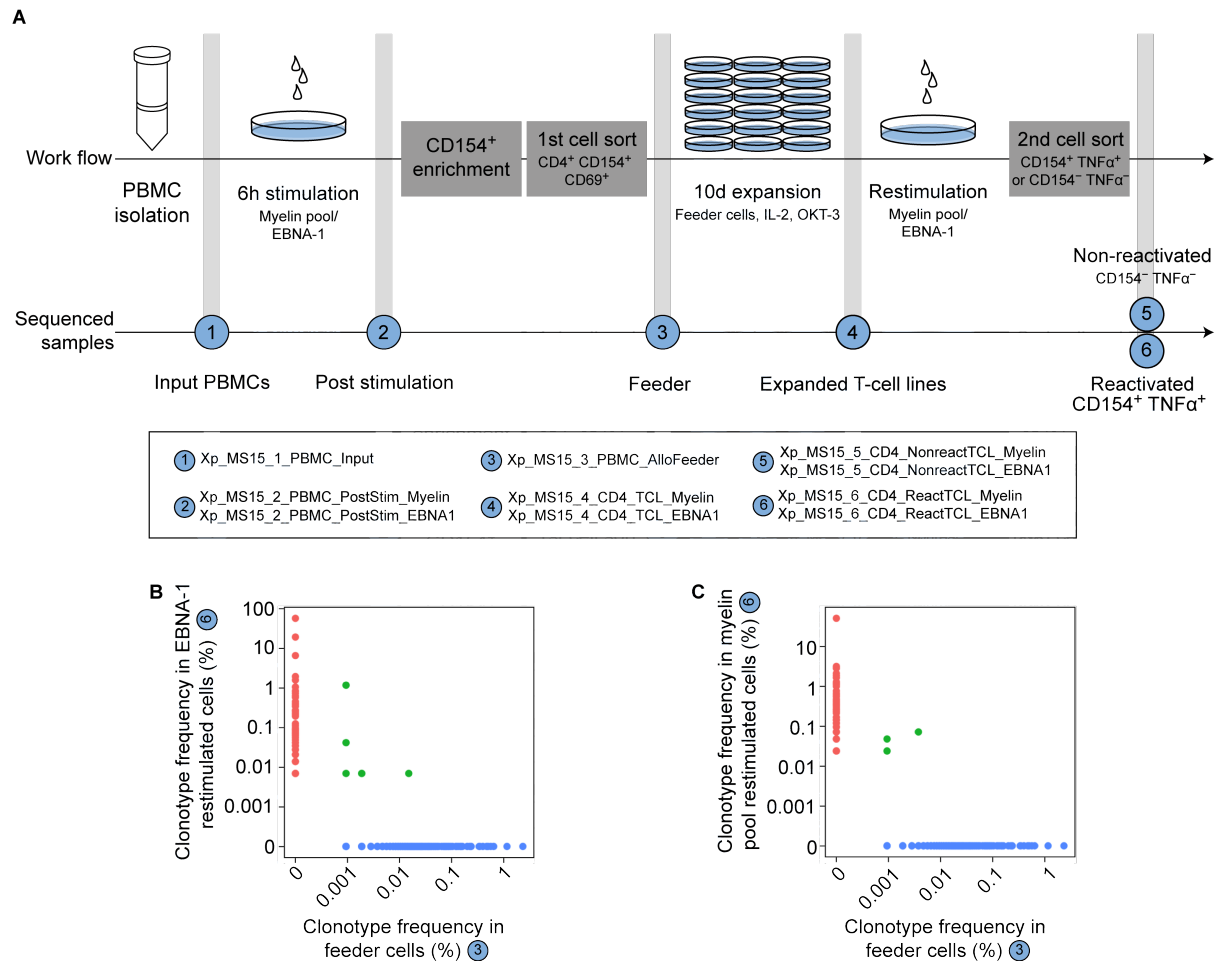 A
Work flow
PBMC
isolation
6h stimulation
Myelin pool/
EBNA-1
CD154⁺
enrichment
1st cell sort
CD4⁺ CD154⁺
CD69⁺
10d expansion
Feeder cells, IL-2, OKT-3
Restimulation
Myelin pool/
EBNA-1
2nd cell sort
CD154⁺ TNFα⁺
or CD154⁻ TNFα⁻
Non-reactivated
CD154⁻ TNFα⁻
Sequenced
samples
1
2
3
4
5
6
Input PBMCs
Post stimulation
Feeder
Expanded T-cell lines
Reactivated
CD154⁺ TNFα⁺
1 Xp_MS15_1_PBMC_Input
2 Xp_MS15_2_PBMC_PostStim_Myelin
Xp_MS15_2_PBMC_PostStim_EBNA1
3 Xp_MS15_3_PBMC_AlloFeeder
4 Xp_MS15_4_CD4_TCL_Myelin
Xp_MS15_4_CD4_TCL_EBNA1
5 Xp_MS15_5_CD4_NonreactTCL_Myelin
Xp_MS15_5_CD4_NonreactTCL_EBNA1
6 Xp_MS15_6_CD4_ReactTCL_Myelin
Xp_MS15_6_CD4_ReactTCL_EBNA1
B
Clonotype frequency in EBNA-1
restimulated cells (%) 6
100
10
1
0.1
0.01
0.001
0
0
0.001
0.01
0.1
1
Clonotype frequency in
feeder cells (%) 3
C
Clonotype frequency in myelin
pool restimulated cells (%) 6
10
1
0.1
0.01
0.001
0
0
0.001
0.01
0.1
1
Clonotype frequency in
feeder cells (%) 3